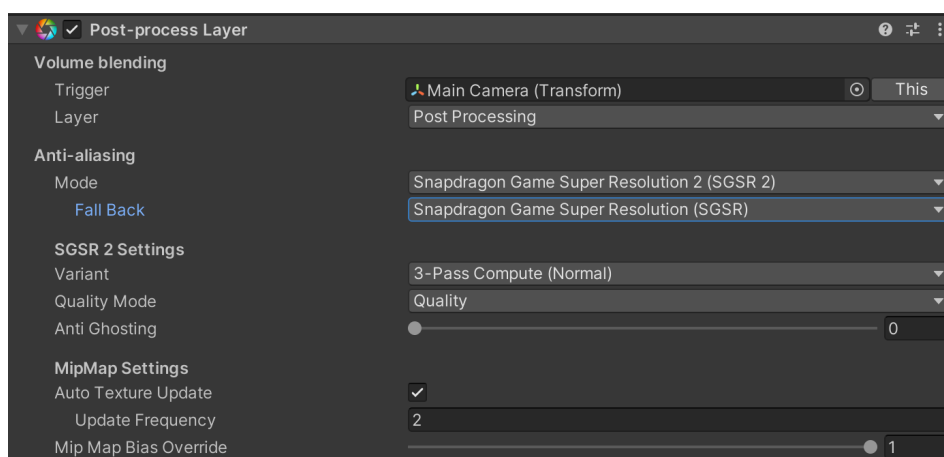 Post-process Layer
Volume blending
Trigger Main Camera (Transform) This
Layer Post Processing
Anti-aliasing
Mode Snapdragon Game Super Resolution 2 (SGSR 2)
Fall Back Snapdragon Game Super Resolution (SGSR)
SGSR 2 Settings
Variant 3-Pass Compute (Normal)
Quality Mode Quality
Anti Ghosting 0
MipMap Settings
Auto Texture Update
Update Frequency 2
Mip Map Bias Override 1